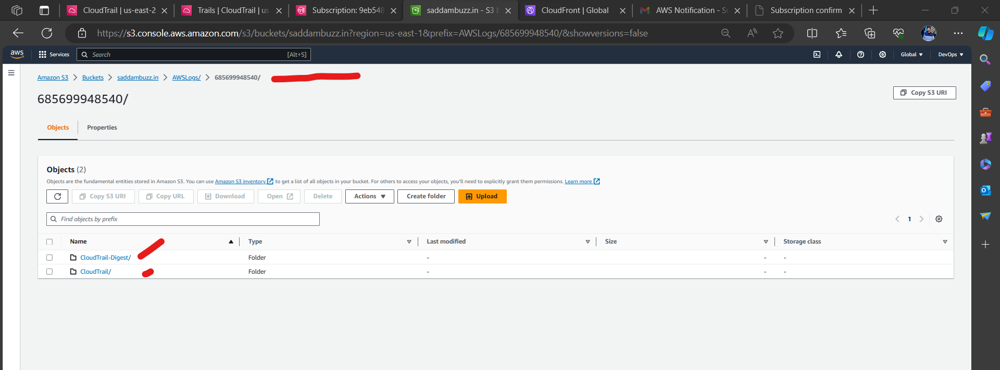 CloudTrail | us-east-2
Trails | CloudTrail | us
Subscription: 9eb548
saddambuzz.in - S3 b
CloudFront | Global
AWS Notification - Su
Subscription confirm
https://s3.console.aws.amazon.com/s3/buckets/saddambuzz.in?region=us-east-1&prefix=AWSLogs/685699948540/&showversions=false
aws
Services
Search
[Alt+S]
Global
DevOps
Amazon S3 > Buckets > saddambuzz.in > AWSLogs/ > 685699948540/
685699948540/
Copy S3 URI
Objects
Properties
Objects (2)
Objects are the fundamental entities stored in Amazon S3. You can use Amazon S3 inventory to get a list of all objects in your bucket. For others to access your objects, you'll need to explicitly grant them permissions. Learn more
Copy S3 URI
Copy URL
Download
Open
Delete
Actions
Create folder
Upload
Find objects by prefix
1
Name
Type
Last modified
Size
Storage class
CloudTrail-Digest/ Folder - - -
CloudTrail/ Folder - - -